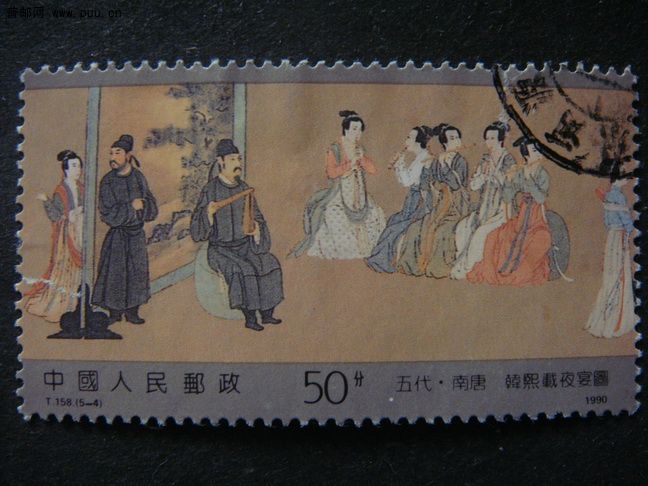 普邮网 www.puu.cn
中國人民郵政 50分 五代·南唐 韓熙載夜宴圖
T.158.(5-4) 1990